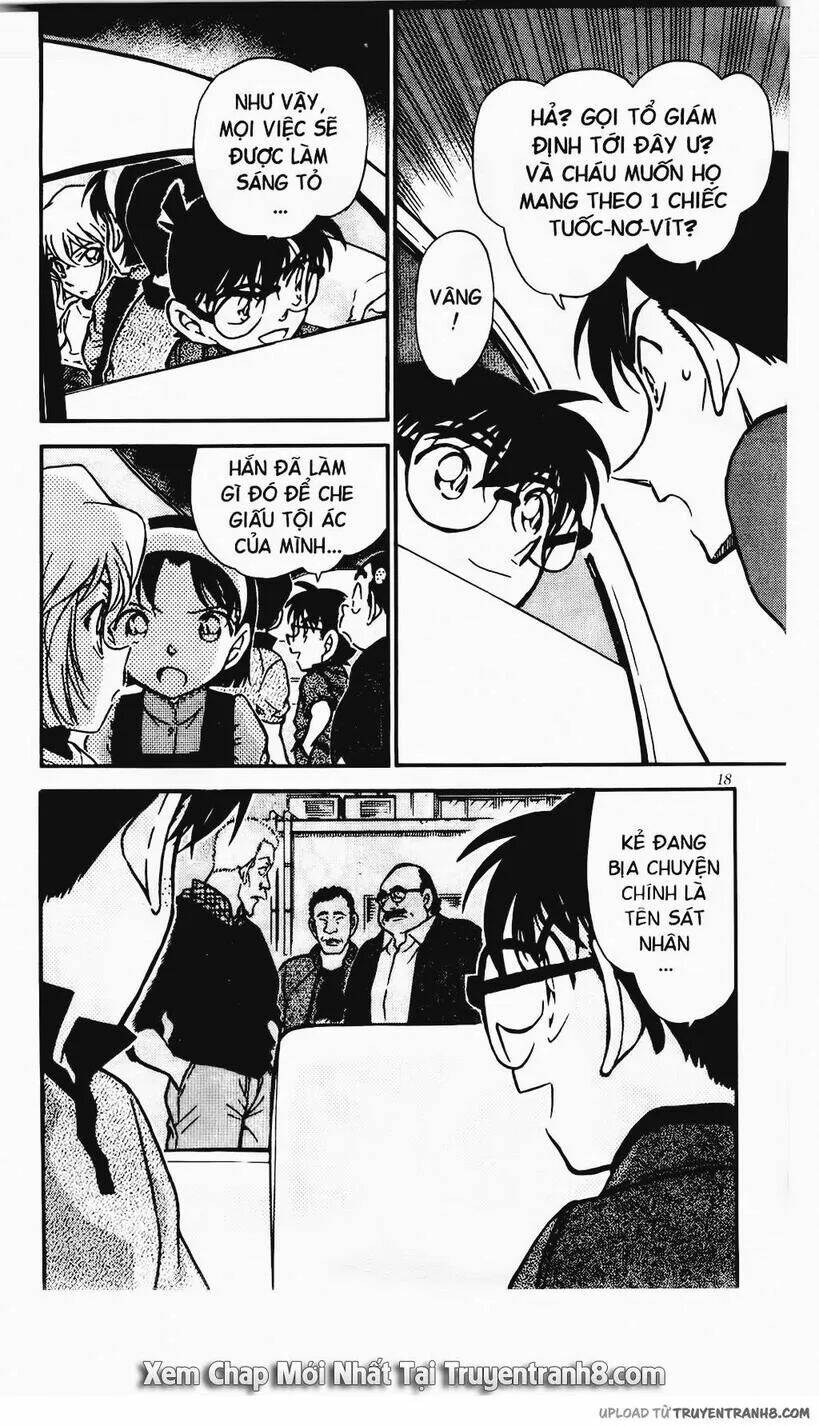 HẢ? GỌI TỔ GIÁM
ĐỊNH TỚI ĐÂY Ư?
VÀ CHÁU MUỐN HỌ
MANG THEO 1 CHIẾC
TUỐC-NƠ-VÍT?
VÂNG
!
NHƯ VẬY,
MỌI VIỆC SẼ
ĐƯỢC LÀM
SÁNG TỎ
...
HẮN ĐÃ LÀM
GÌ ĐÓ ĐỂ CHE
GIẤU TỘI ÁC
CỦA MÌNH...
18
KẺ ĐANG
BỊA CHUYỆN
CHÍNH LÀ
TÊN SÁT
NHÂN
...
Xem Chap Mới Nhất Tại Truyentranh8.com
UPLOAD TỪ TRUYENTRANH8.COM